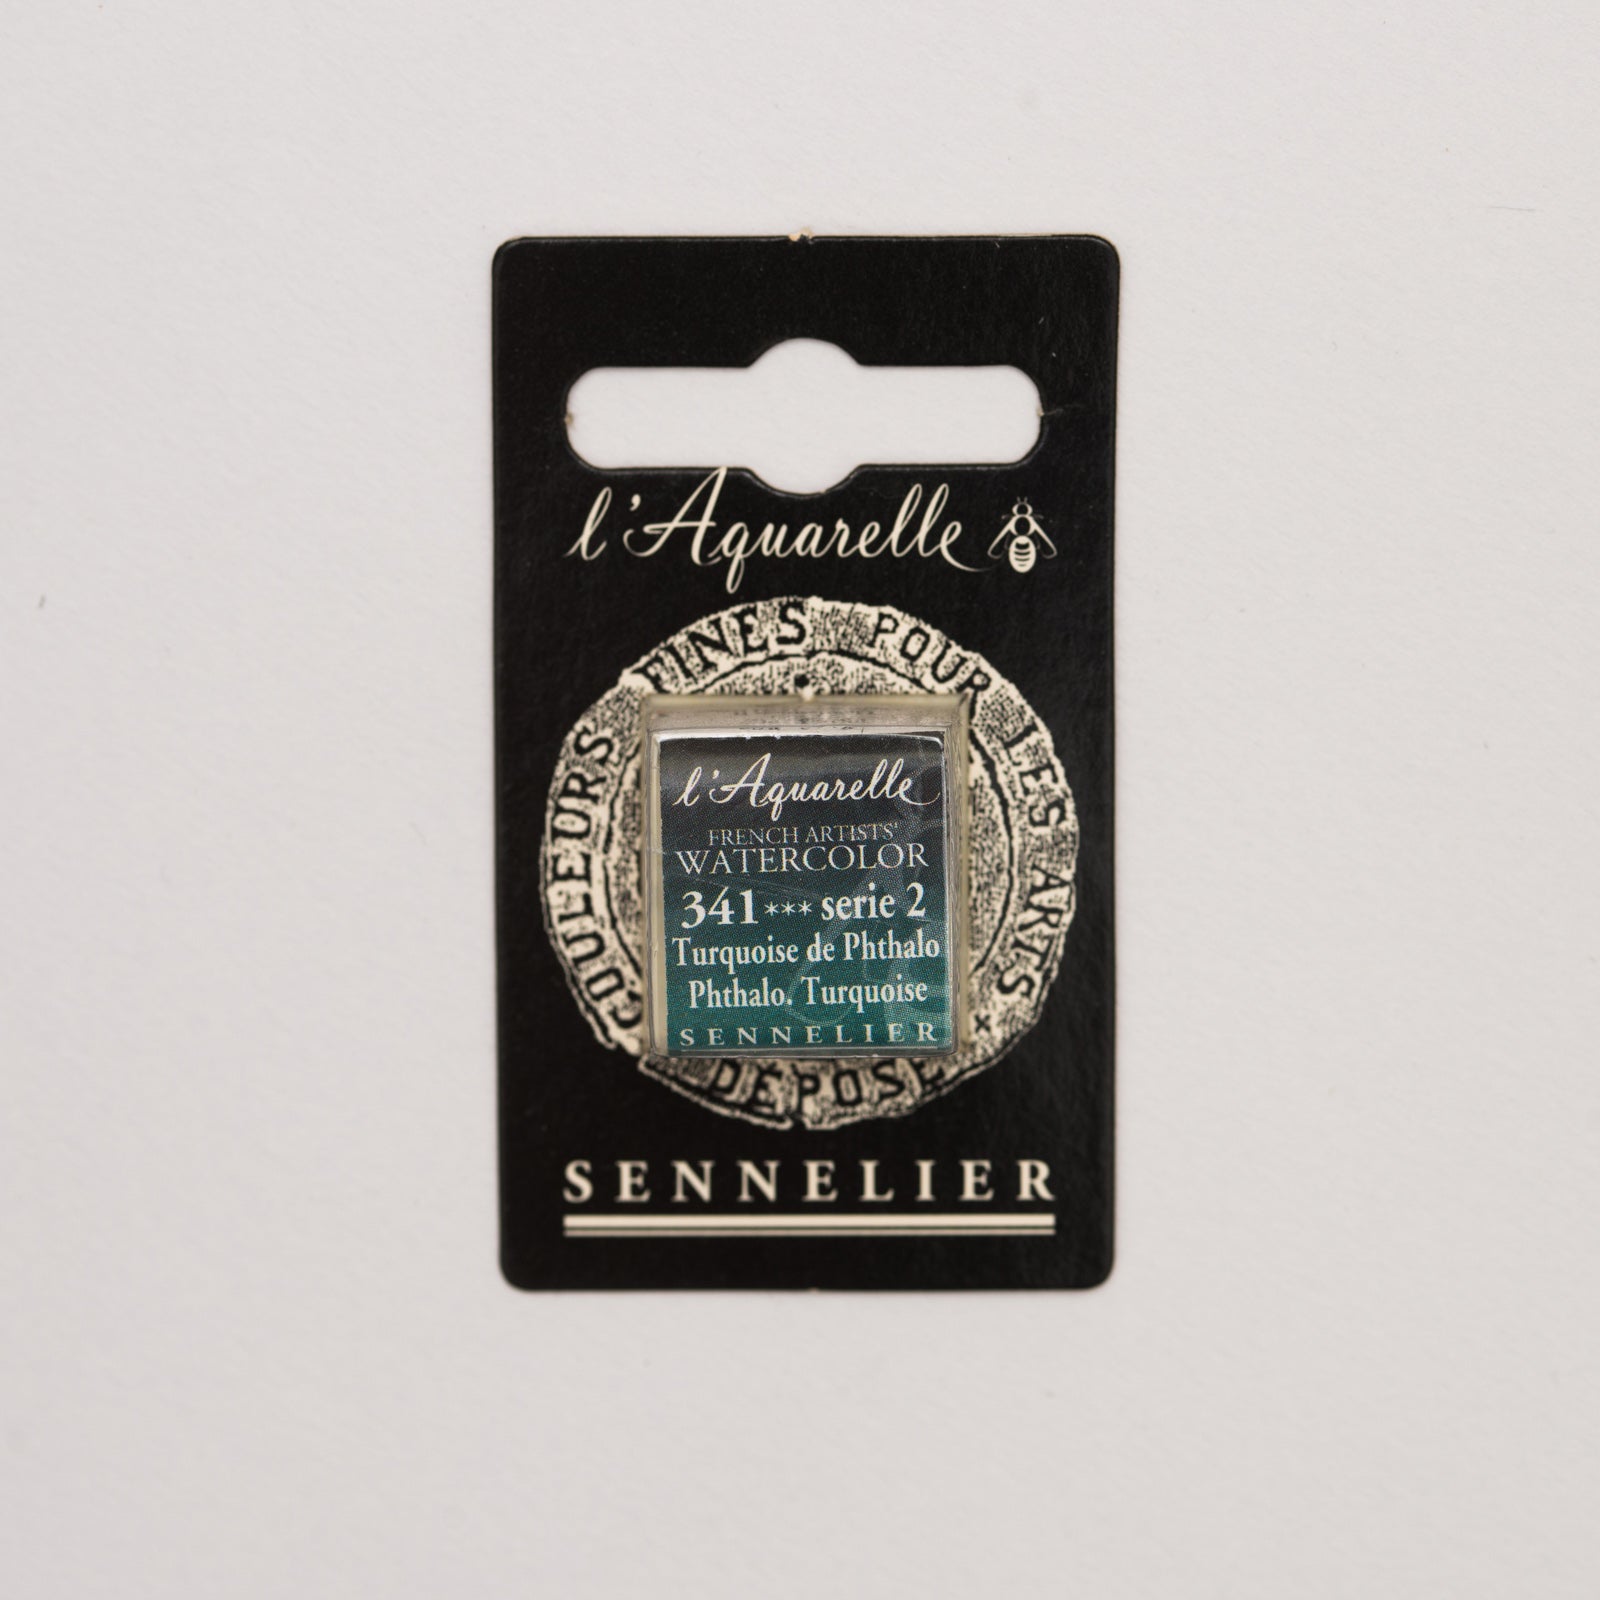 l'Aquarelle
COULEURS FINES POUR LES ARTS
DÉPOSÉ
l'Aquarelle
FRENCH ARTISTS'
WATERCOLOR
341*** serie 2
Turquoise de Phthalo
Phthalo. Turquoise
SENNELIER
SENNELIER